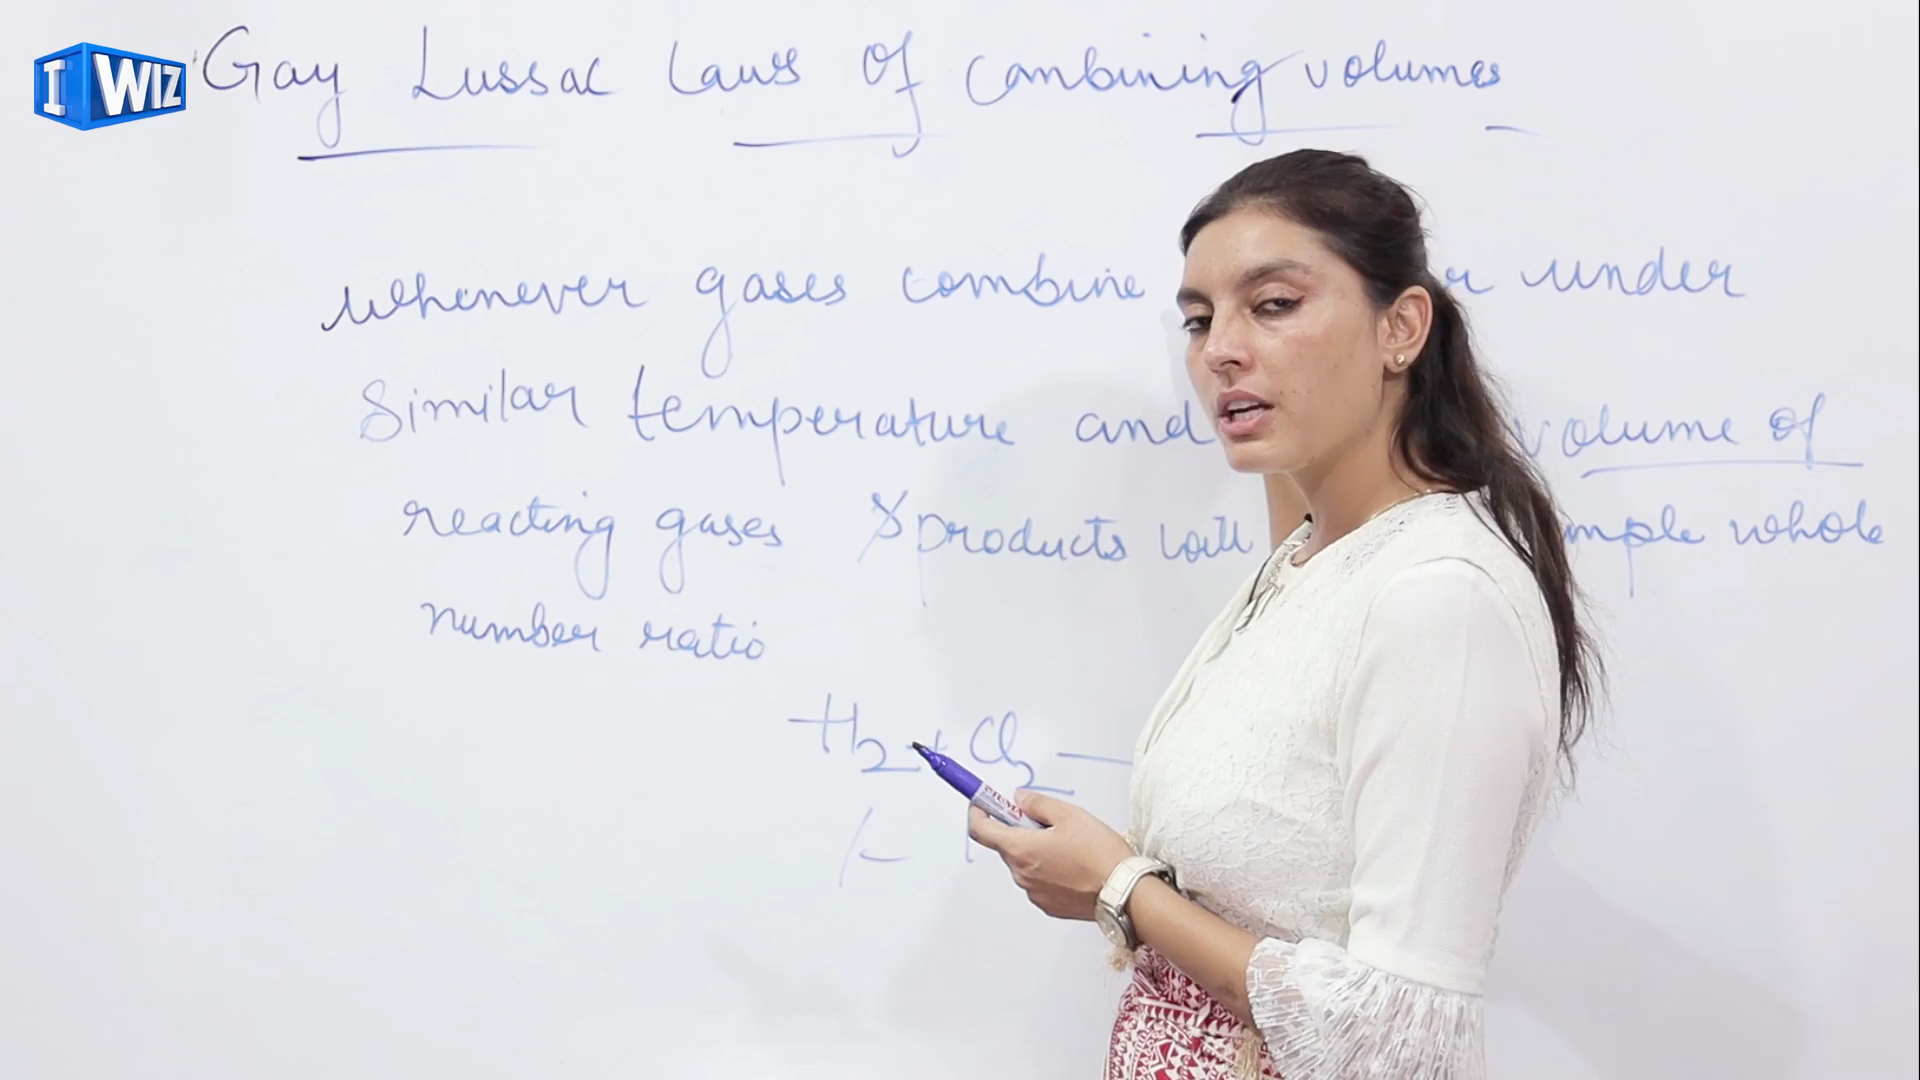 I WIZ
Gay Lussac Laws Of Combining volumes
whenever gases combine under
Similar temperature and volume of
reacting gases & products will whole
number ratio
H2 + Cl2 —